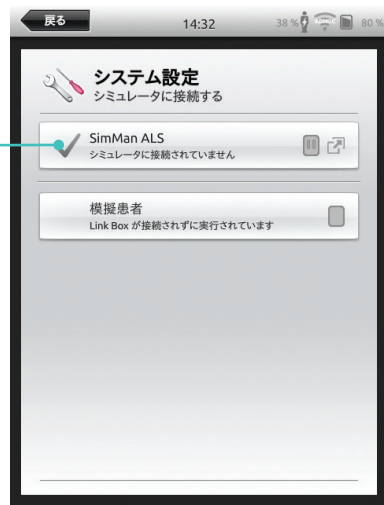 戻る
14:32
38 %
80 %
システム設定
シミュレータに接続する
SimMan ALS
シミュレータに接続されていません
模擬患者
Link Box が接続されずに実行されています